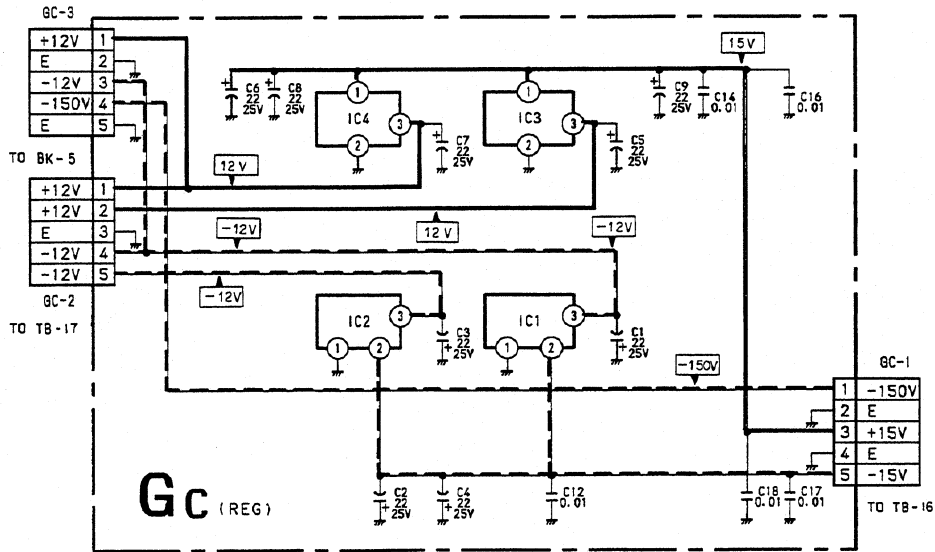 GC-3
+12V 1
E 2
-12V 3
-150V 4
E 5
TO BK-5
+12V 1
+12V 2
E 3
-12V 4
-12V 5
GC-2
TO TB-17
15V
+ C6 22 25V
+ C8 22 25V
1
IC4
3
2
+ C7 22 25V
1
IC3
3
2
+ C5 22 25V
+ C9 22 25V
C14 0.01
C16 0.01
12V
12V
-12V
-12V
-12V
IC2
3
1
2
C3 22 + 25V
IC1
3
1
2
C1 22 + 25V
-150V
GC-1
1 -150V
2 E
3 +15V
4 E
5 -15V
TO TB-16
C2 22 + 25V
C4 22 + 25V
C12 0.01
C18 0.01
C17 0.01
GC (REG)